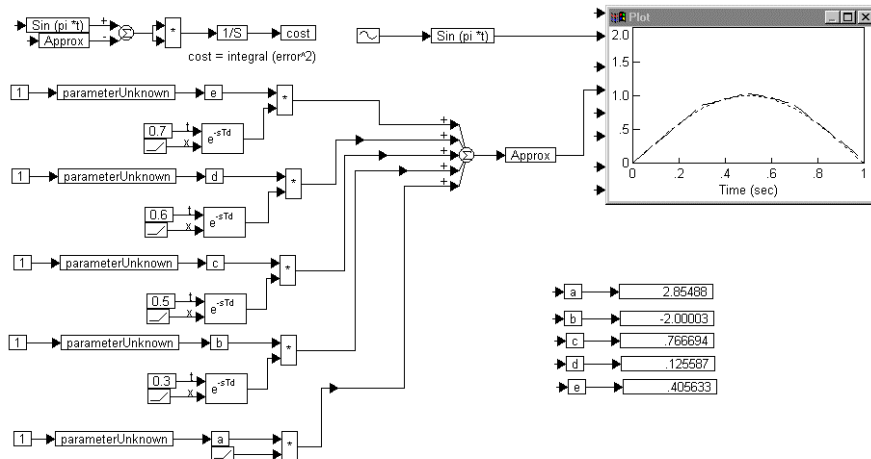 Sin (pi *t)
Approx
+
-
Σ
*
1/S
cost
cost = integral (error^2)
Sin (pi *t)
Plot
2.0
1.5
1.0
.5
0
0 .2 .4 .6 .8 1
Time (sec)
1 parameterUnknown e *
0.7 t
x
e-sTd
1 parameterUnknown d *
0.6 t
x
e-sTd
1 parameterUnknown c *
0.5 t
x
e-sTd
1 parameterUnknown b *
0.3 t
x
e-sTd
1 parameterUnknown a *
+
+
+
+
+
Σ
Approx
a 2.85488
b -2.00003
c .766694
d .125587
e .405633